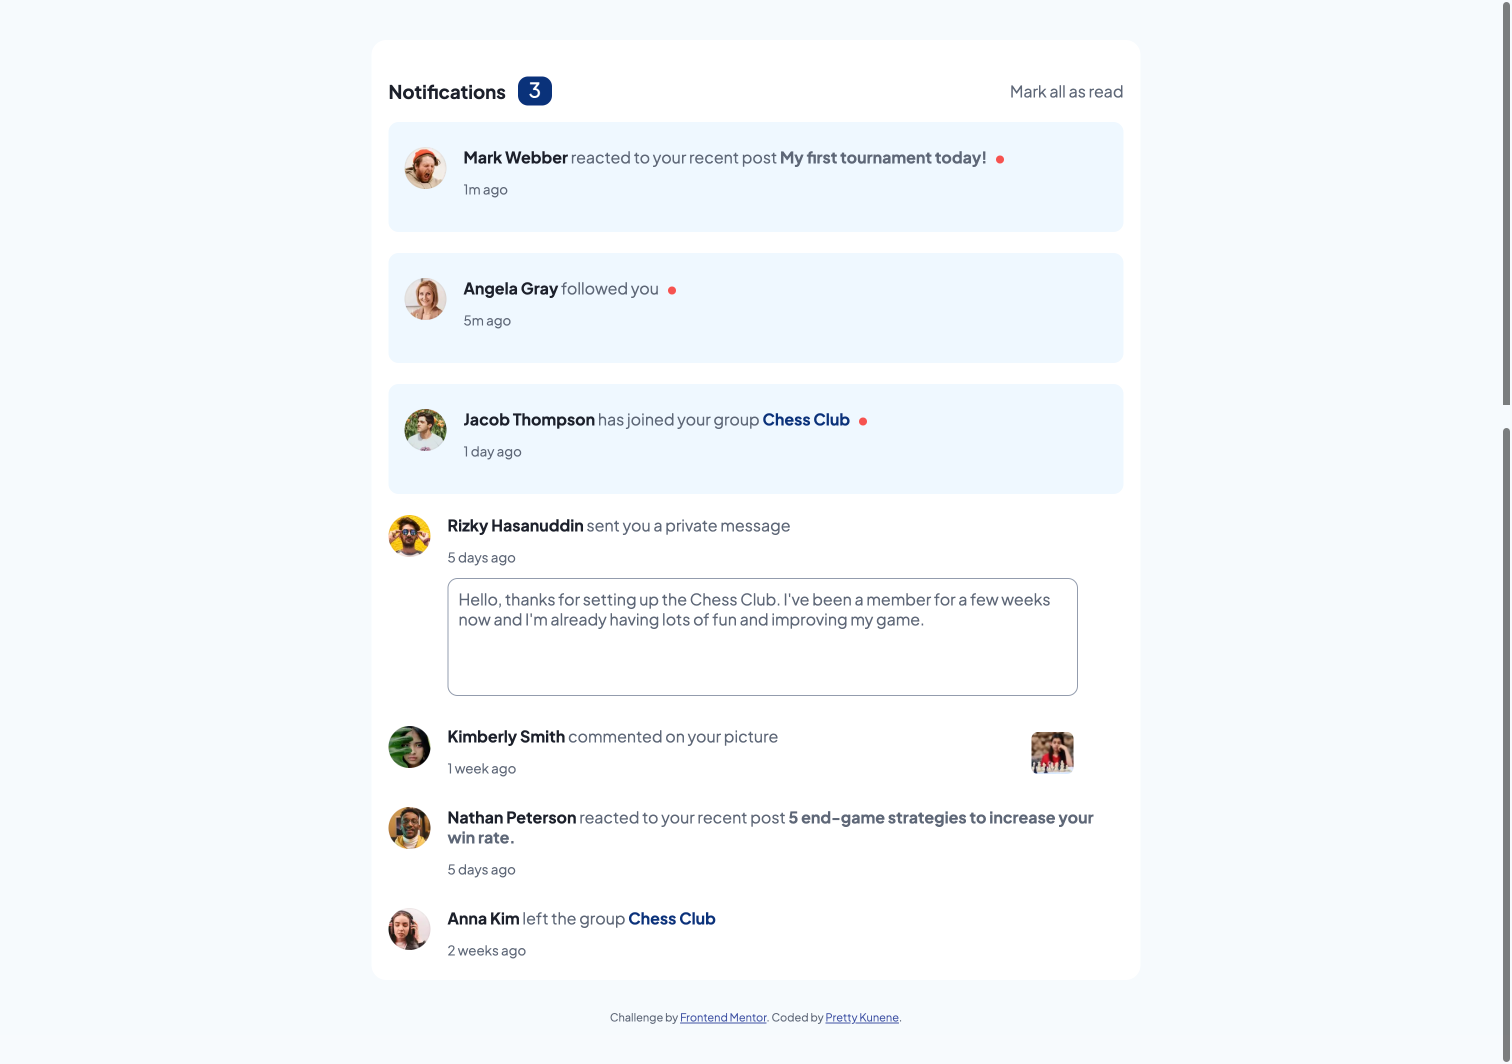 Notifications 3 Mark all as read
Mark Webber reacted to your recent post My first tournament today!
1m ago
Angela Gray followed you
5m ago
Jacob Thompson has joined your group Chess Club
1 day ago
Rizky Hasanuddin sent you a private message
5 days ago
Hello, thanks for setting up the Chess Club. I've been a member for a few weeks
now and I'm already having lots of fun and improving my game.
Kimberly Smith commented on your picture
1 week ago
Nathan Peterson reacted to your recent post 5 end-game strategies to increase your
win rate.
5 days ago
Anna Kim left the group Chess Club
2 weeks ago
Challenge by Frontend Mentor. Coded by Pretty Kunene.